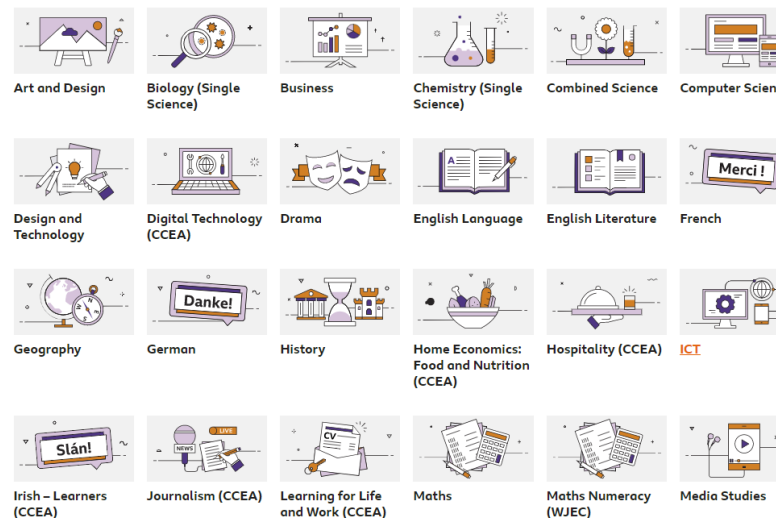 Art and Design
Biology (Single
Science)
Business
Chemistry (Single
Science)
Combined Science
Computer Scien
A
Design and
Technology
Digital Technology
(CCEA)
Drama
English Language
English Literature
Merci !
French
N
E
S
W
Geography
Danke!
German
History
Home Economics:
Food and Nutrition
(CCEA)
Hospitality (CCEA)
ICT
Slán!
Irish – Learners
(CCEA)
LIVE
NEWS
Journalism (CCEA)
CV
Learning for Life
and Work (CCEA)
Maths
Maths Numeracy
(WJEC)
Media Studies